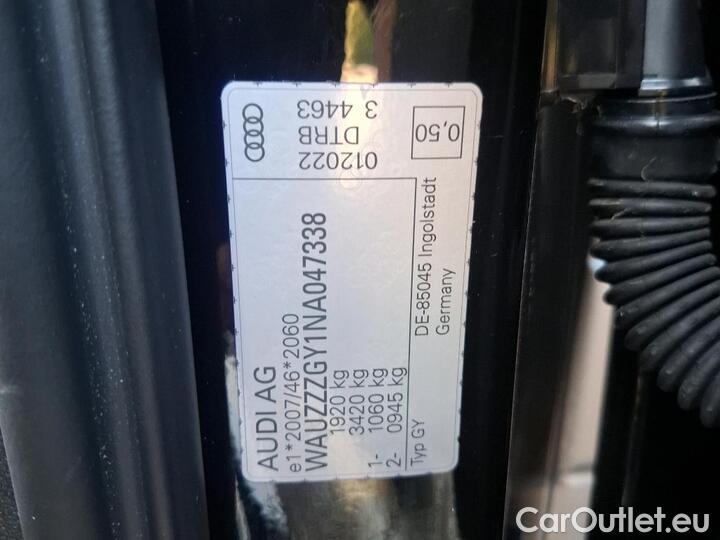 AUDI AG
e1*2007/46*2060
WAUZZZGY1NA047338
1920 kg
3420 kg
1- 1060 kg
2- 0945 kg
Typ GY
DE-85045 Ingolstadt
Germany
012022
DTRB
3 4463
0,50
CarOutlet.eu